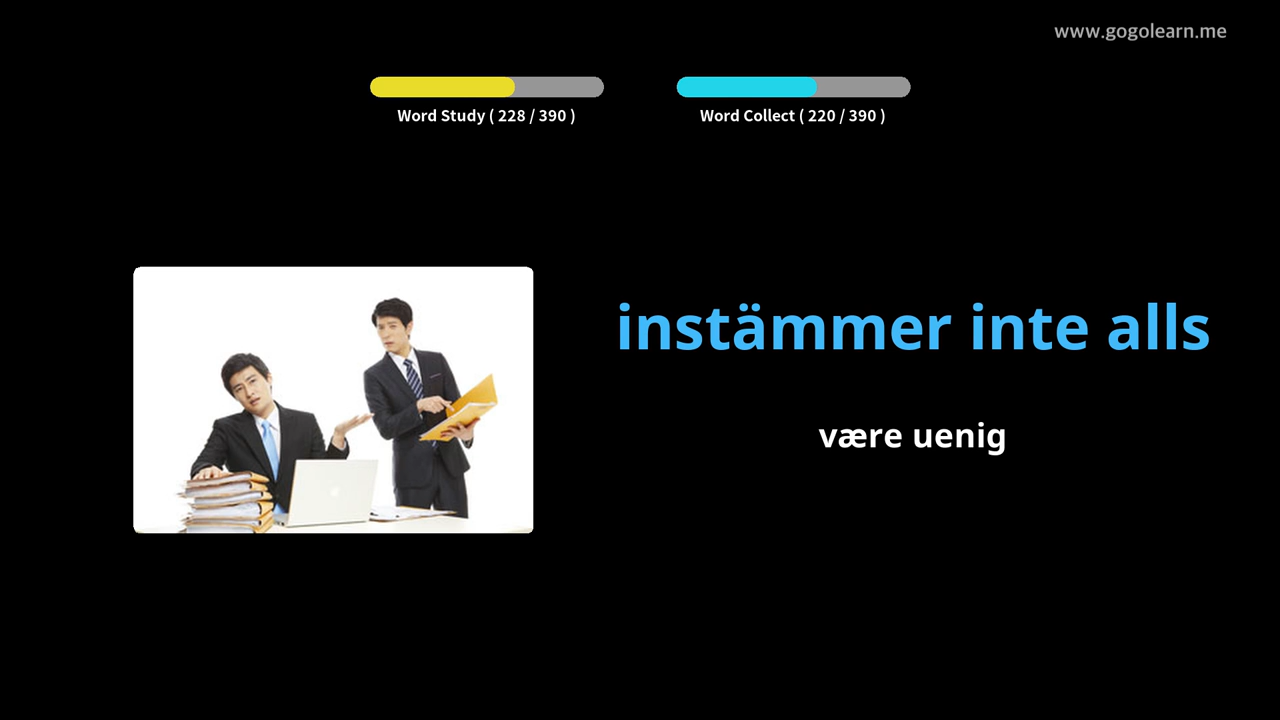 www.gogolearn.me
Word Study ( 228 / 390 )
Word Collect ( 220 / 390 )
instämmer inte alls
være uenig